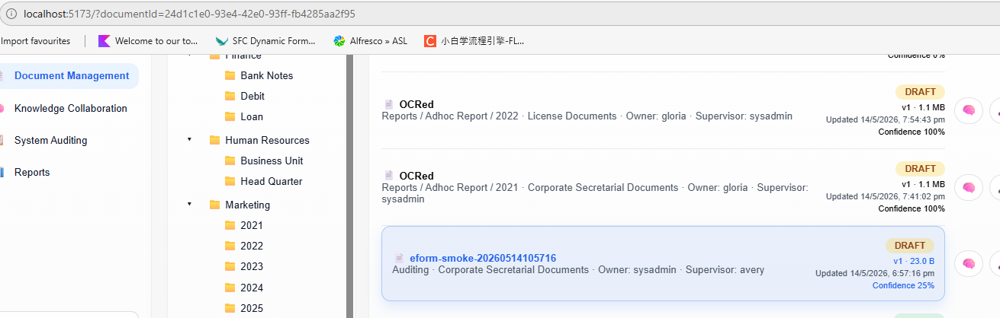 localhost:5173/?documentId=24d1c1e0-93e4-42e0-93ff-fb4285aa2f95
Import favourites
Welcome to our to...
SFC Dynamic Form...
Alfresco » ASL
小白学流程引擎-FL...
Document Management
Knowledge Collaboration
System Auditing
Reports
Finance
Bank Notes
Debit
Loan
Human Resources
Business Unit
Head Quarter
Marketing
2021
2022
2023
2024
2025
Confidence 0%
OCRed
Reports / Adhoc Report / 2022 · License Documents · Owner: gloria · Supervisor: sysadmin
DRAFT
v1 · 1.1 MB
Updated 14/5/2026, 7:54:43 pm
Confidence 100%
OCRed
Reports / Adhoc Report / 2021 · Corporate Secretarial Documents · Owner: gloria · Supervisor:
sysadmin
DRAFT
v1 · 1.1 MB
Updated 14/5/2026, 7:41:02 pm
Confidence 100%
eform-smoke-20260514105716
Auditing · Corporate Secretarial Documents · Owner: sysadmin · Supervisor: avery
DRAFT
v1 · 23.0 B
Updated 14/5/2026, 6:57:16 pm
Confidence 25%